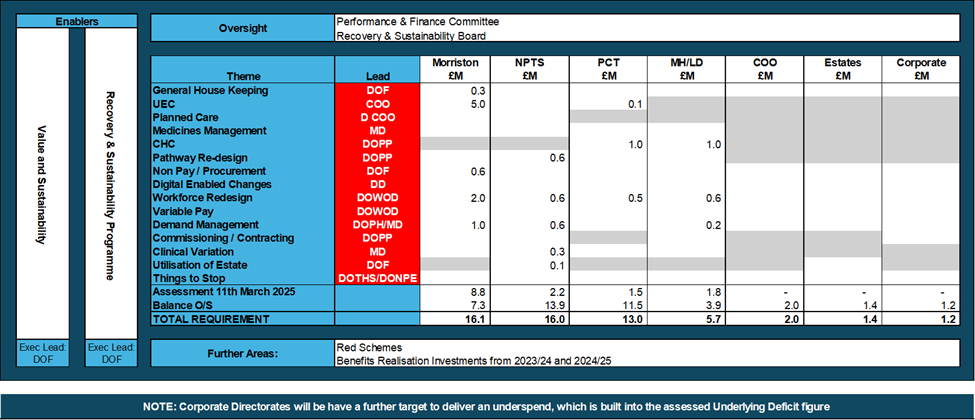 Enablers
Value and Sustainability
Recovery & Sustainability Programme
Exec Lead:
DOF
Exec Lead:
DOF
Oversight
Performance & Finance Committee
Recovery & Sustainability Board
Morriston NPTS PCT MH/LD COO Estates Corporate
Theme Lead £M £M £M £M £M £M £M
General House Keeping DOF 0.3
UEC COO 5.0 0.1
Planned Care D COO
Medicines Management MD
CHC DOPP 1.0 1.0
Pathway Re-design DOPP 0.6
Non Pay / Procurement DOF 0.6
Digital Enabled Changes DD
Workforce Redesign DOWOD 2.0 0.6 0.5 0.6
Variable Pay DOWOD
Demand Management DOPH/MD 1.0 0.6 0.2
Commissioning / Contracting DOPP
Clinical Variation MD 0.3
Utilisation of Estate DOF 0.1
Things to Stop DOTHS/DONPE
Assessment 11th March 2025 8.8 2.2 1.5 1.8 - - -
Balance O/S 7.3 13.9 11.5 3.9 2.0 1.4 1.2
TOTAL REQUIREMENT 16.1 16.0 13.0 5.7 2.0 1.4 1.2
Further Areas:
Red Schemes
Benefits Realisation Investments from 2023/24 and 2024/25
NOTE: Corporate Directorates will be have a further target to deliver an underspend, which is built into the assessed Underlying Deficit figure